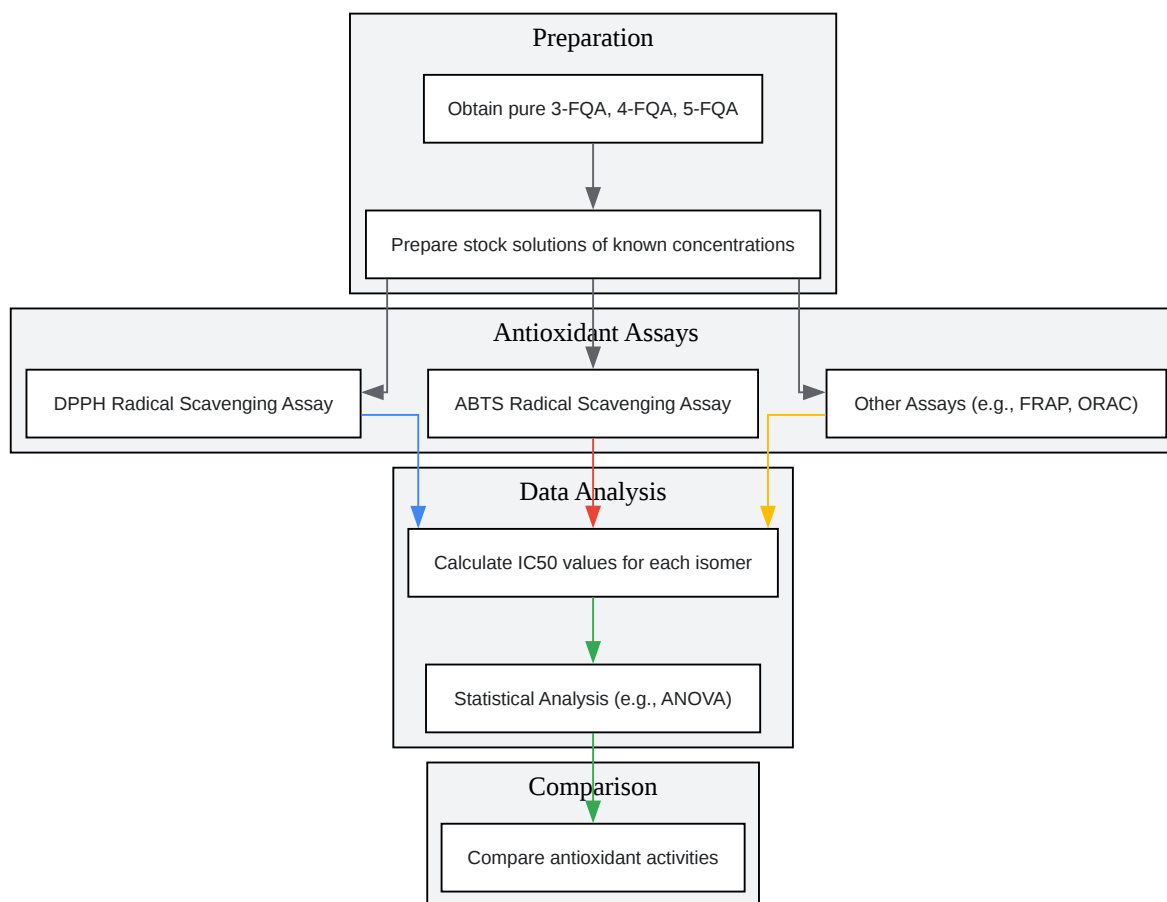 Preparation
Obtain pure 3-FQA, 4-FQA, 5-FQA
Prepare stock solutions of known concentrations
Antioxidant Assays
DPPH Radical Scavenging Assay
ABTS Radical Scavenging Assay
Other Assays (e.g., FRAP, ORAC)
Data Analysis
Calculate IC50 values for each isomer
Statistical Analysis (e.g., ANOVA)
Comparison
Compare antioxidant activities